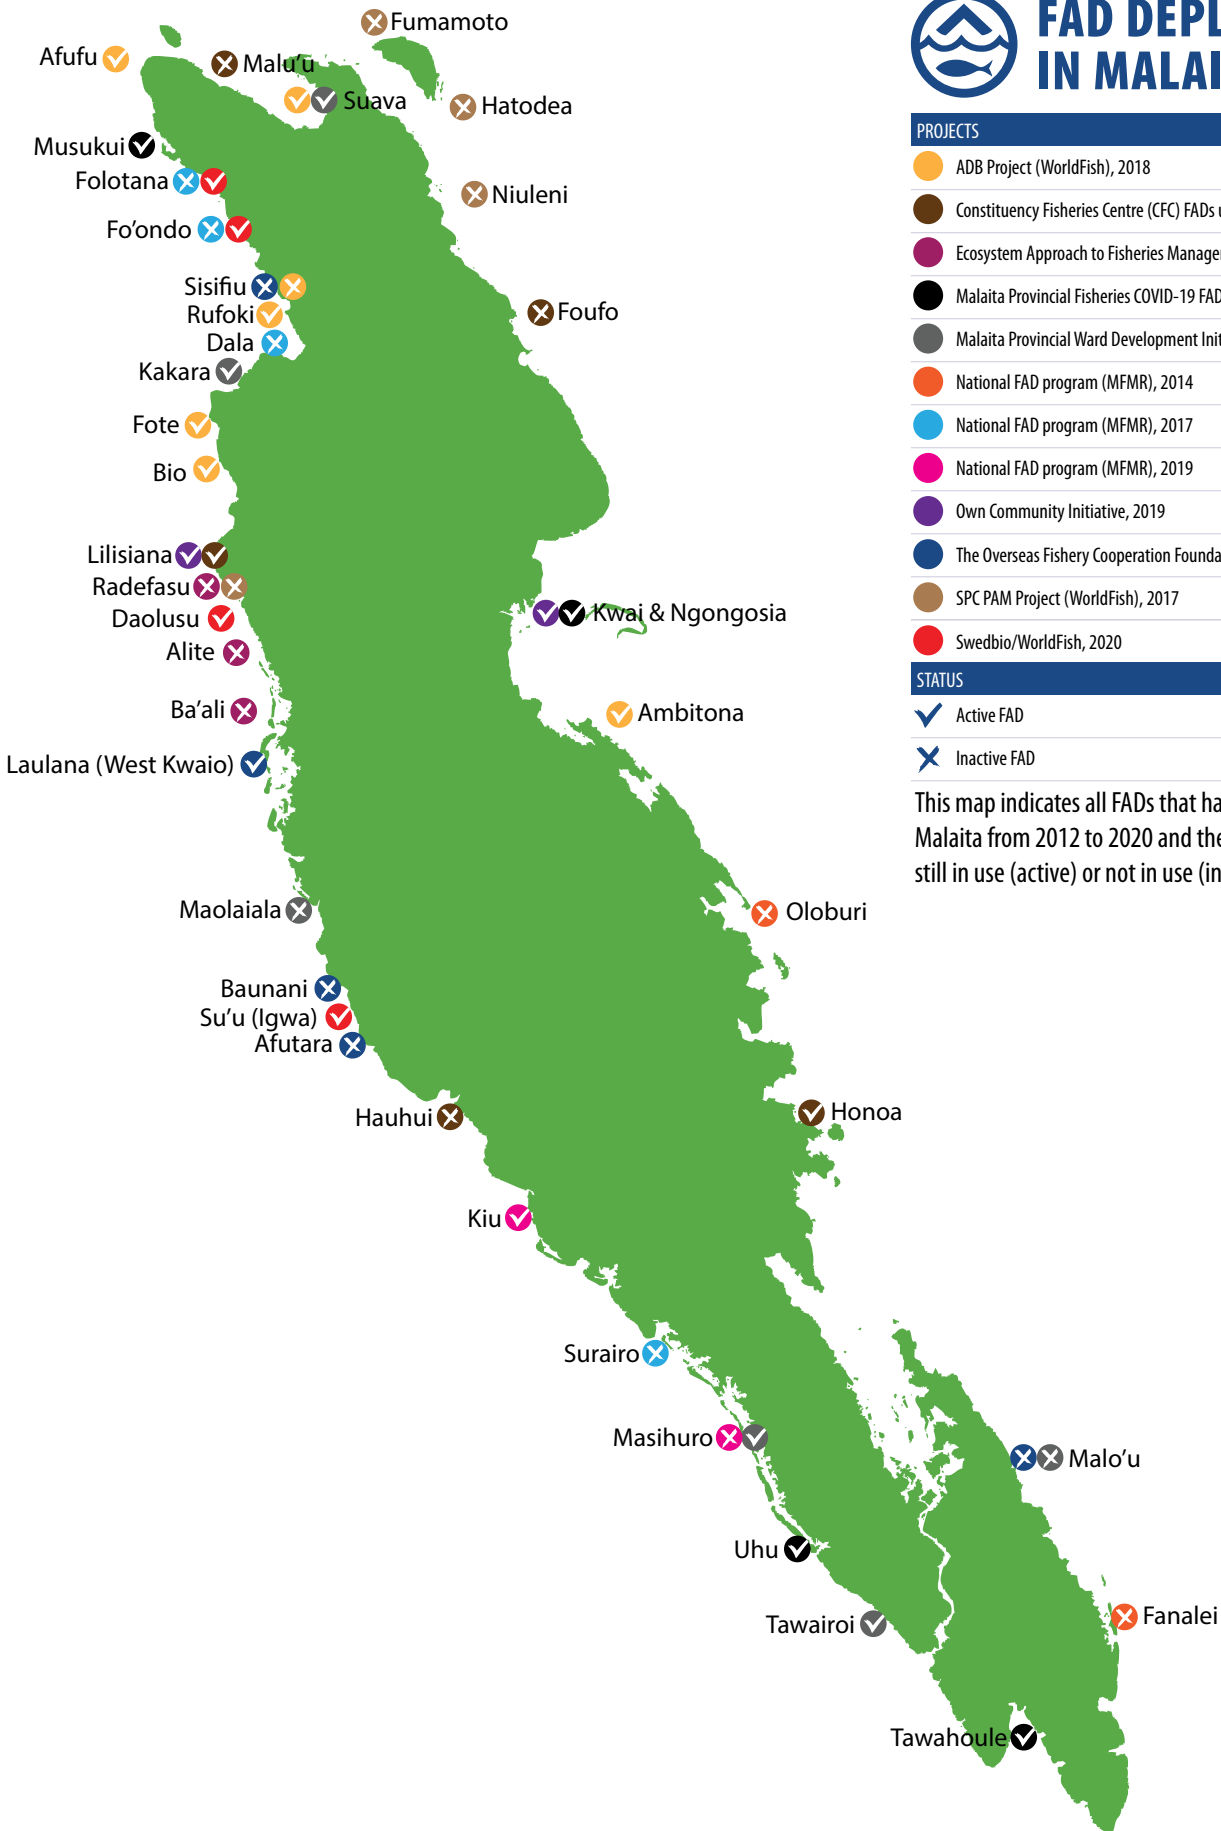 FAD DEPL
IN MALAI
PROJECTS
ADB Project (WorldFish), 2018
Constituency Fisheries Centre (CFC) FADs
Ecosystem Approach to Fisheries Manage
Malaita Provincial Fisheries COVID-19 FAD
Malaita Provincial Ward Development Init
National FAD program (MFMR), 2014
National FAD program (MFMR), 2017
National FAD program (MFMR), 2019
Own Community Initiative, 2019
The Overseas Fishery Cooperation Founda
SPC PAM Project (WorldFish), 2017
Swedbio/WorldFish, 2020
STATUS
Active FAD
Inactive FAD
This map indicates all FADs that ha
Malaita from 2012 to 2020 and the
still in use (active) or not in use (in
Fumamoto
Afufu
Malu'u
Suava
Hatodea
Musukui
Folotana
Niuleni
Fo'ondo
Sisifiu
Rufoki
Foufo
Dala
Kakara
Fote
Bio
Lilisiana
Radefasu
Kwai & Ngongosia
Daolusu
Alite
Ba'ali
Ambitona
Laulana (West Kwaio)
Maolaiala
Oloburi
Baunani
Su'u (Igwa)
Afutara
Hauhui
Honoa
Kiu
Surairo
Masihuro
Malo'u
Uhu
Tawairoi
Fanalei
Tawahoule